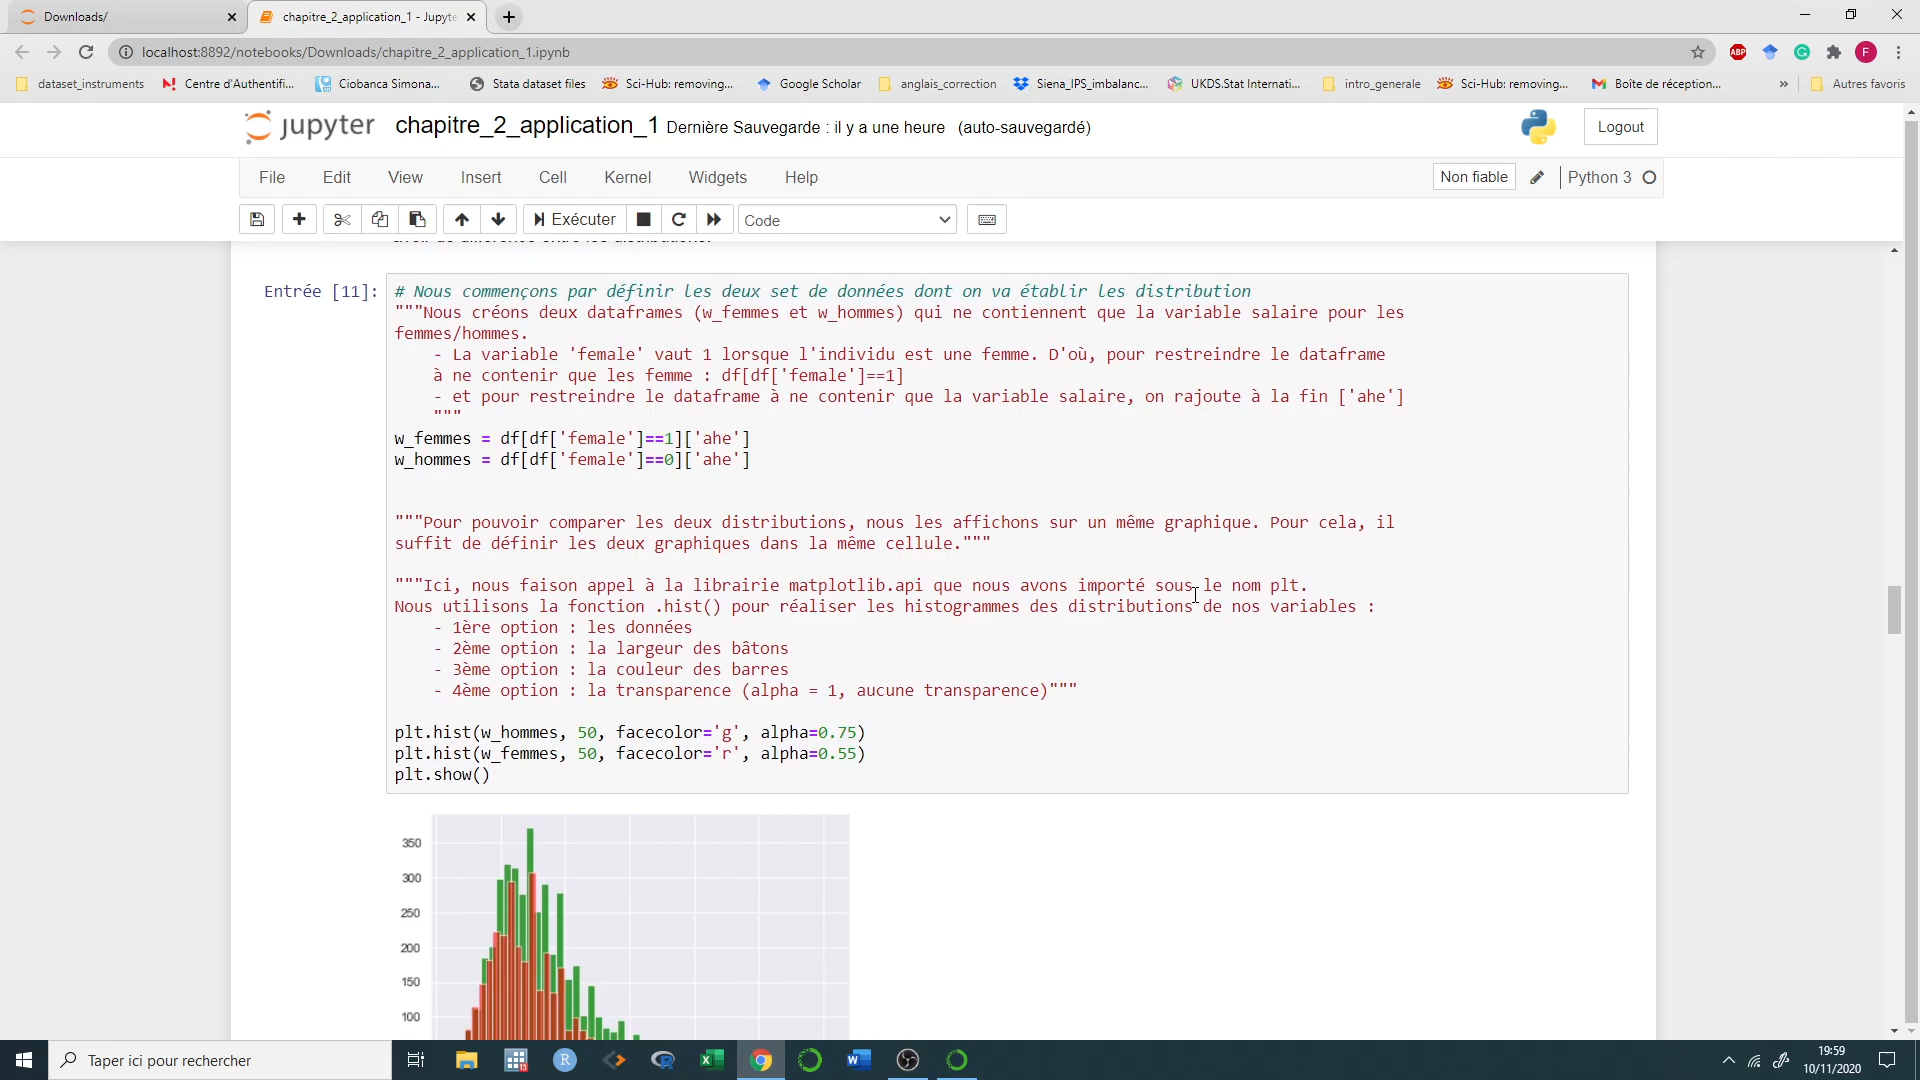 Downloads/
chapitre_2_application_1 - Jupyte
localhost:8892/notebooks/Downloads/chapitre_2_application_1.ipynb
ABP
F
dataset_instruments
Centre d'Authentifi...
Ciobanca Simona...
Stata dataset files
Sci-Hub: removing...
Google Scholar
anglais_correction
Siena_IPS_imbalanc...
UKDS.Stat Internati...
intro_generale
Sci-Hub: removing...
Boîte de réception...
»
Autres favoris
jupyter chapitre_2_application_1 Dernière Sauvegarde : il y a une heure (auto-sauvegardé)
Logout
File Edit View Insert Cell Kernel Widgets Help
Non fiable
Python 3
Exécuter
Code
Entrée [11]:
# Nous commençons par définir les deux set de données dont on va établir les distribution
"""Nous créons deux dataframes (w_femmes et w_hommes) qui ne contiennent que la variable salaire pour les
femmes/hommes.
- La variable 'female' vaut 1 lorsque l'individu est une femme. D'où, pour restreindre le dataframe
à ne contenir que les femme : df[df['female']==1]
- et pour restreindre le dataframe à ne contenir que la variable salaire, on rajoute à la fin ['ahe']
"""
w_femmes = df[df['female']==1]['ahe']
w_hommes = df[df['female']==0]['ahe']
"""Pour pouvoir comparer les deux distributions, nous les affichons sur un même graphique. Pour cela, il
suffit de définir les deux graphiques dans la même cellule."""
"""Ici, nous faison appel à la librairie matplotlib.api que nous avons importé sous le nom plt.
Nous utilisons la fonction .hist() pour réaliser les histogrammes des distributions de nos variables :
- 1ère option : les données
- 2ème option : la largeur des bâtons
- 3ème option : la couleur des barres
- 4ème option : la transparence (alpha = 1, aucune transparence)"""
plt.hist(w_hommes, 50, facecolor='g', alpha=0.75)
plt.hist(w_femmes, 50, facecolor='r', alpha=0.55)
plt.show()
350
300
250
200
150
100
Taper ici pour rechercher
19:59
10/11/2020